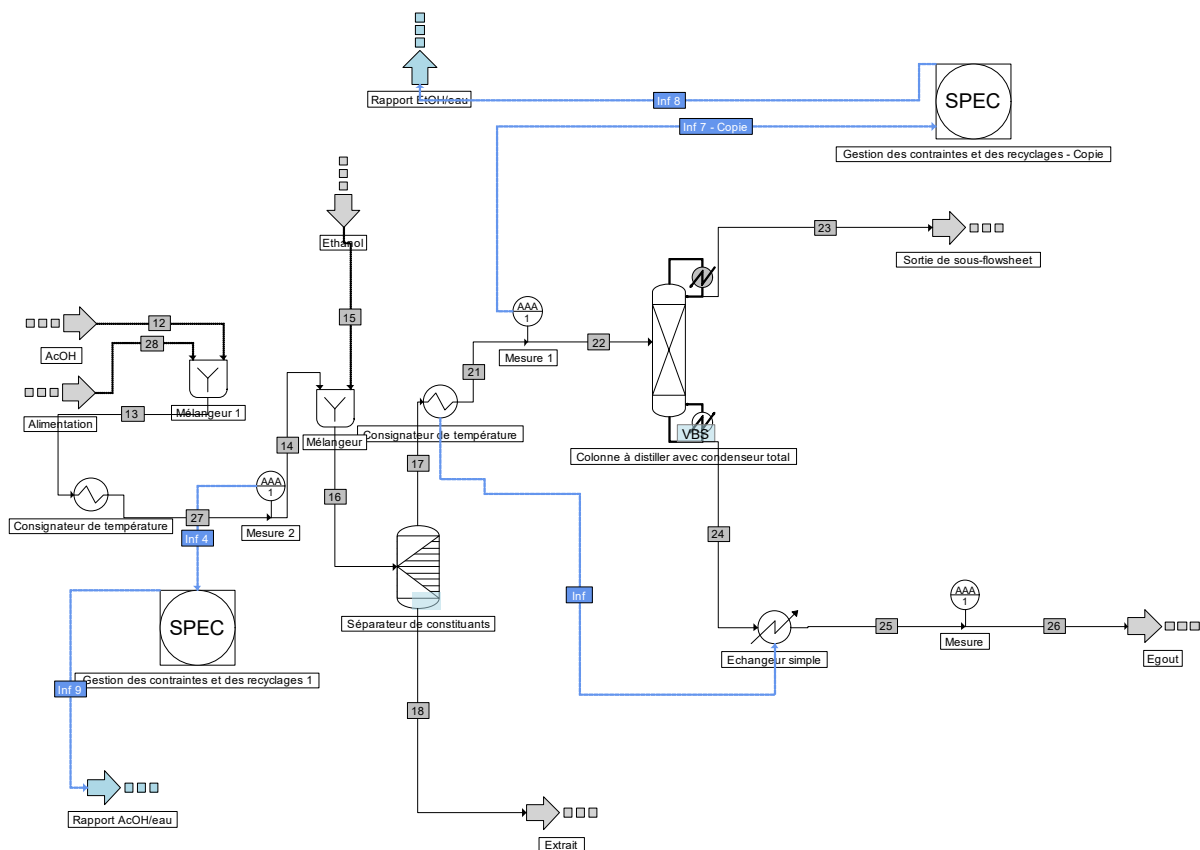 Rapport EtOH/eau
Inf 8
SPEC
Inf 7 - Copie
Gestion des contraintes et des recyclages - Copie
Ethanol
23
Sortie de sous-flowsheet
15
12
AcOH
28
AAA
1
Mesure 1
22
21
Alimentation
13
Mélangeur 1
14
Mélangeur
Consignateur de température
VBS
Colonne à distiller avec condenseur total
17
16
AAA
1
Consignateur de température
27
Mesure 2
Inf 4
24
SPEC
Inf
Séparateur de constituants
AAA
1
25
Mesure
26
Echangeur simple
Egout
Gestion des contraintes et des recyclages 1
Inf 9
18
Rapport AcOH/eau
Extrait